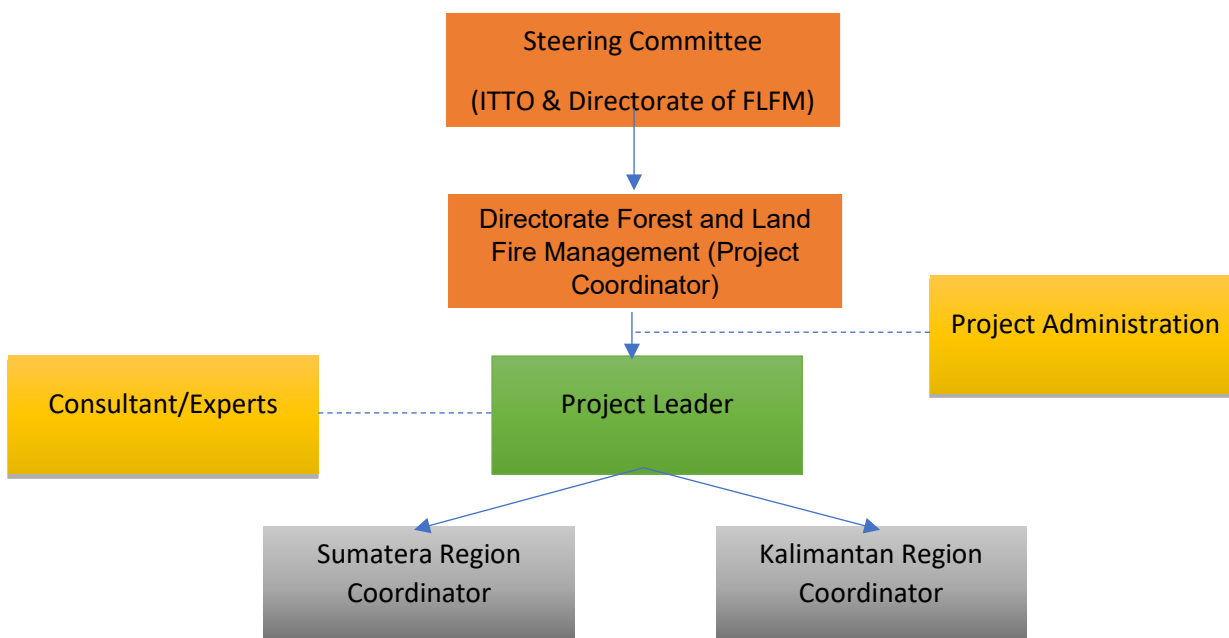 Steering Committee
(ITTO & Directorate of FLFM)
Directorate Forest and Land
Fire Management (Project
Coordinator)
Project Administration
Consultant/Experts
Project Leader
Sumatera Region
Coordinator
Kalimantan Region
Coordinator